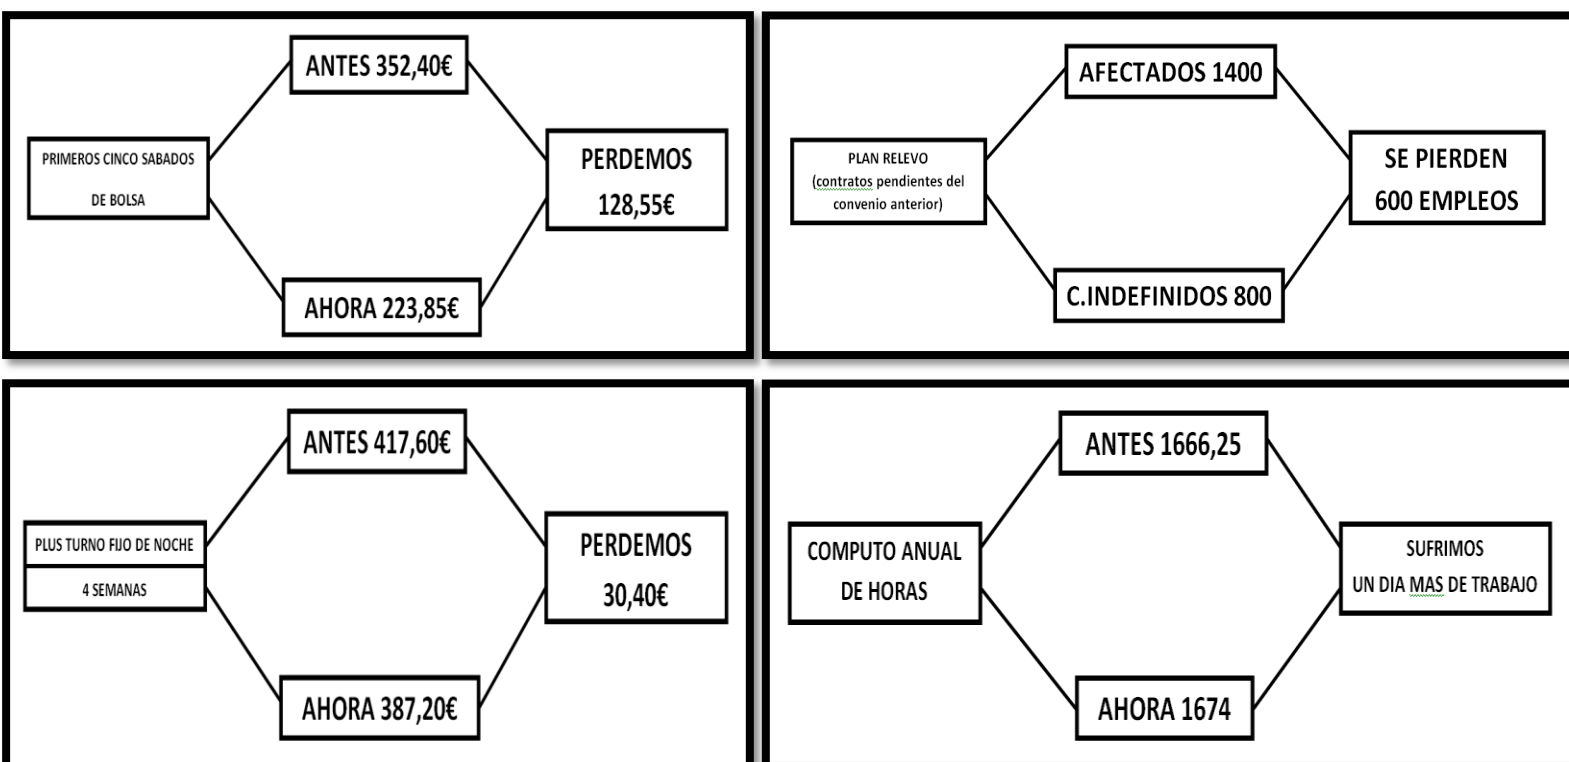 ANTES 352,40€
PRIMEROS CINCO SABADOS
DE BOLSA
PERDEMOS
128,55€
AHORA 223,85€
AFECTADOS 1400
PLAN RELEVO
(contratos pendientes del
convenio anterior)
SE PIERDEN
600 EMPLEOS
C.INDEFINIDOS 800
ANTES 417,60€
PLUS TURNO FIJO DE NOCHE
4 SEMANAS
PERDEMOS
30,40€
AHORA 387,20€
ANTES 1666,25
COMPUTO ANUAL
DE HORAS
SUFRIMOS
UN DIA MAS DE TRABAJO
AHORA 1674